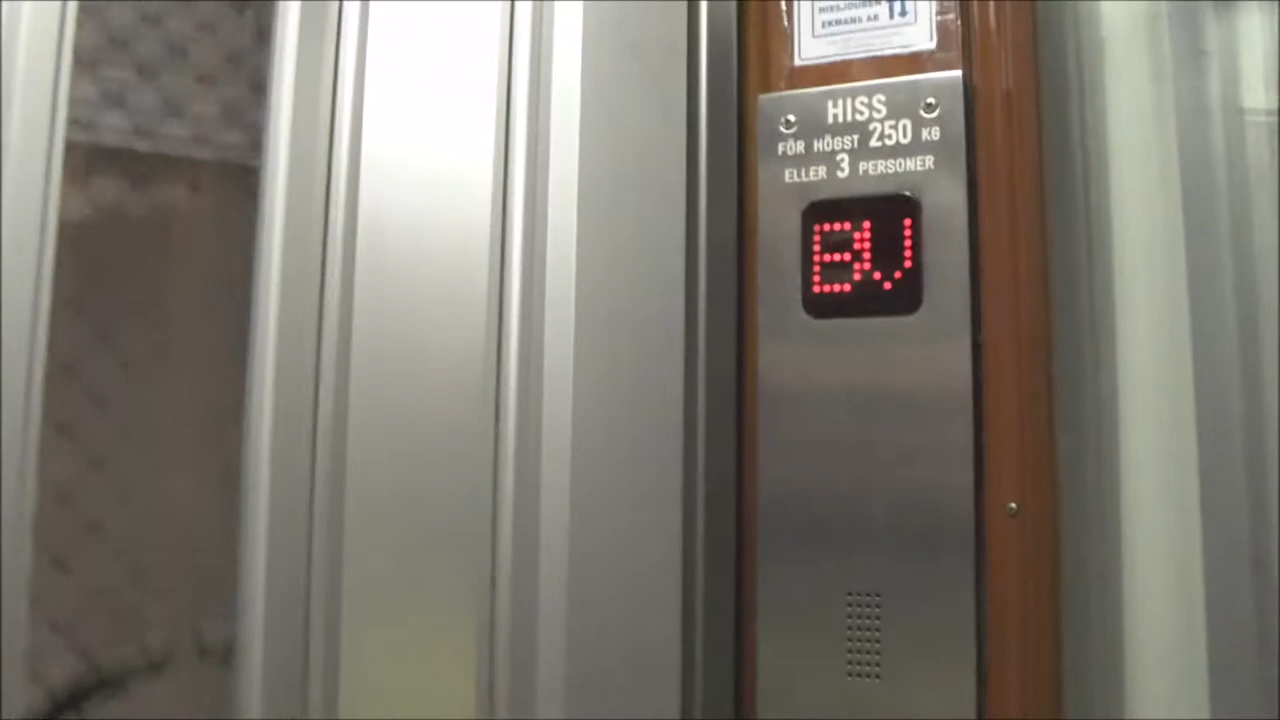 HISSJOUREN
EKMANS AB
HISS
FÖR HÖGST 250 KG
ELLER 3 PERSONER
BV